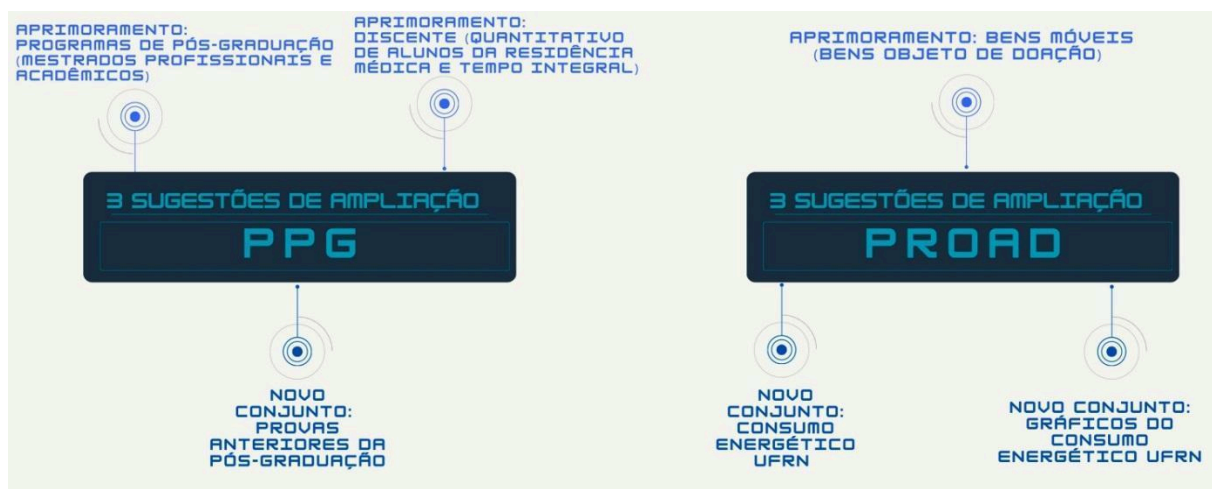 APRIMORAMENTO:
PROGRAMAS DE PÓS-GRADUAÇÃO
(MESTRADOS PROFISSIONAIS E
ACADÊMICOS)
APRIMORAMENTO:
DISCENTE (QUANTITATIVO
DE ALUNOS DA RESIDÊNCIA
MÉDICA E TEMPO INTEGRAL)
3 SUGESTÕES DE AMPLIAÇÃO
PPG
NOVO
CONJUNTO:
PROVAS
ANTERIORES DA
PÓS-GRADUAÇÃO
APRIMORAMENTO: BENS MÓVEIS
(BENS OBJETO DE DOAÇÃO)
3 SUGESTÕES DE AMPLIAÇÃO
PROAD
NOVO
CONJUNTO:
CONSUMO
ENERGÉTICO
UFRN
NOVO CONJUNTO:
GRÁFICOS DO
CONSUMO
ENERGÉTICO UFRN